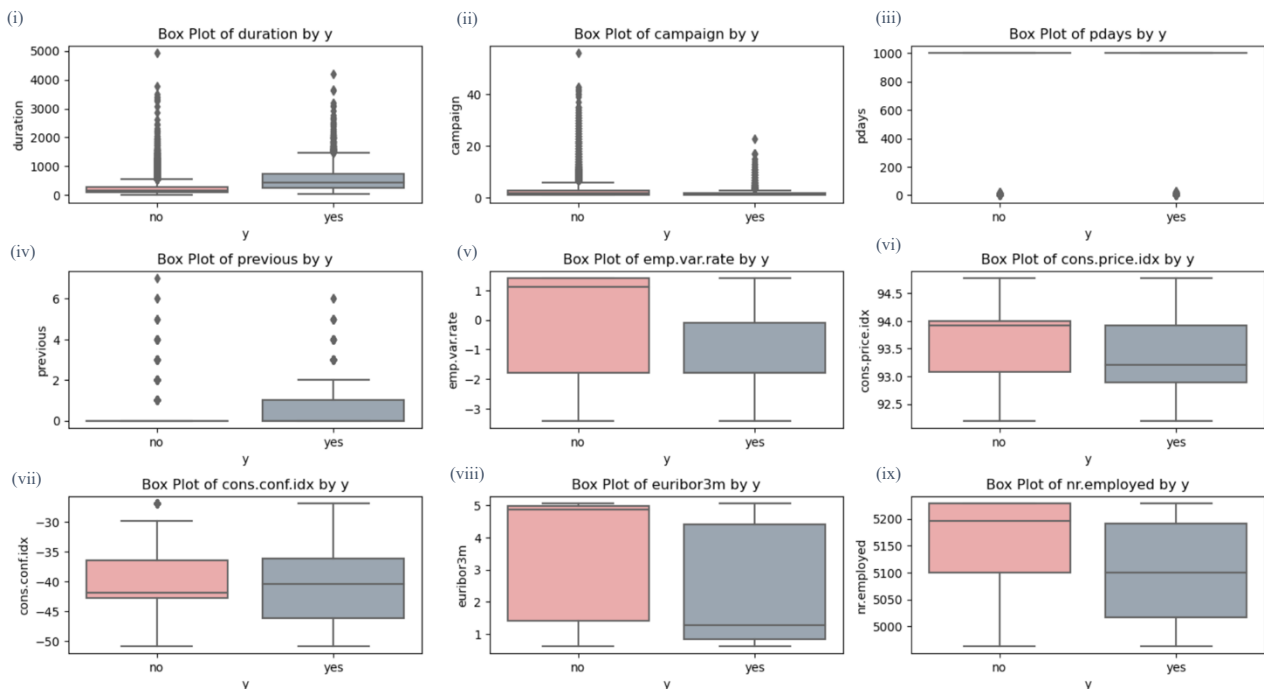 (i)
Box Plot of duration by y
duration
5000
4000
3000
2000
1000
0
no
yes
y
(ii)
Box Plot of campaign by y
campaign
40
20
0
no
yes
y
(iii)
Box Plot of pdays by y
pdays
1000
800
600
400
200
0
no
yes
y
(iv)
Box Plot of previous by y
previous
6
4
2
0
no
yes
y
(v)
Box Plot of emp.var.rate by y
emp.var.rate
1
0
−1
−2
−3
no
yes
y
(vi)
Box Plot of cons.price.idx by y
cons.price.idx
94.5
94.0
93.5
93.0
92.5
no
yes
y
(vii)
Box Plot of cons.conf.idx by y
cons.conf.idx
−30
−35
−40
−45
−50
no
yes
y
(viii)
Box Plot of euribor3m by y
euribor3m
5
4
3
2
1
no
yes
y
(ix)
Box Plot of nr.employed by y
nr.employed
5200
5150
5100
5050
5000
no
yes
y